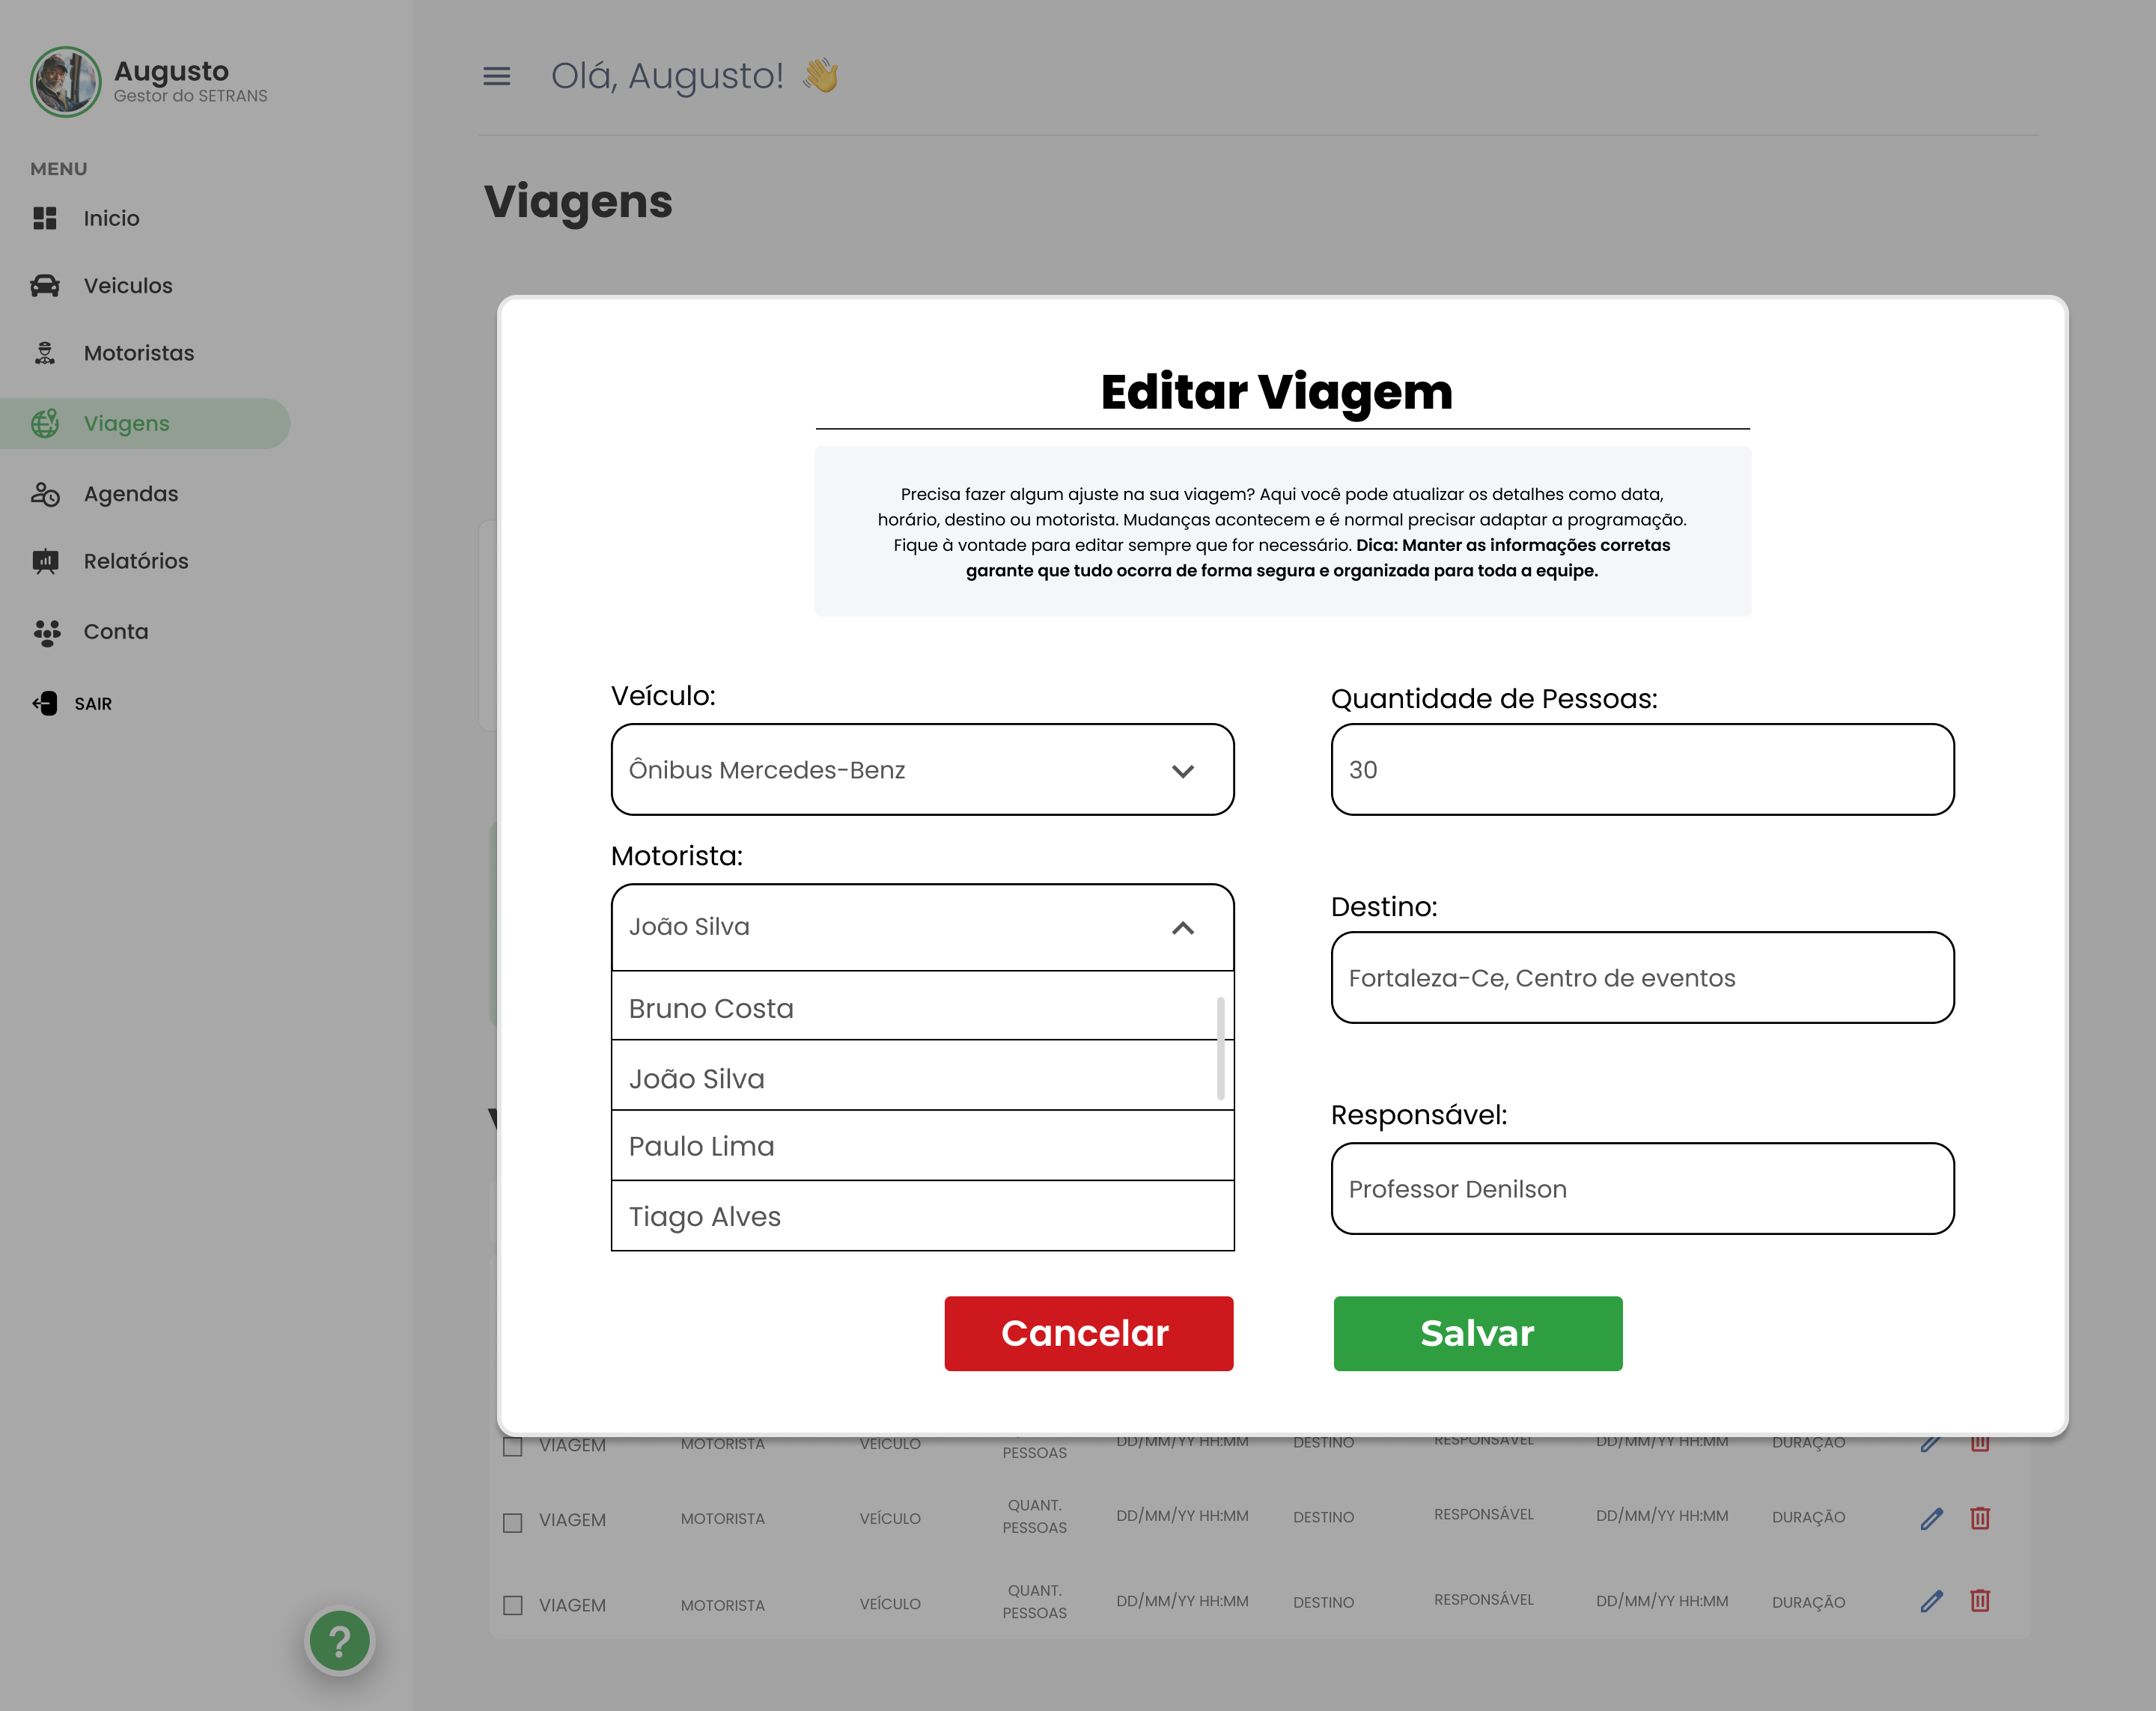 Augusto
Gestor do SETRANS
MENU
Inicio
Veiculos
Motoristas
Viagens
Agendas
Relatórios
Conta
SAIR
Olá, Augusto! 👋
Viagens
Editar Viagem
Precisa fazer algum ajuste na sua viagem? Aqui você pode atualizar os detalhes como data,
horário, destino ou motorista. Mudanças acontecem e é normal precisar adaptar a programação.
Fique à vontade para editar sempre que for necessário. Dica: Manter as informações corretas
garante que tudo ocorra de forma segura e organizada para toda a equipe.
Veículo:
Ônibus Mercedes-Benz
Motorista:
João Silva
Bruno Costa
João Silva
Paulo Lima
Tiago Alves
Quantidade de Pessoas:
30
Destino:
Fortaleza-Ce, Centro de eventos
Responsável:
Professor Denilson
Cancelar
Salvar
VIAGEM MOTORISTA VEÍCULO PESSOAS DD/MM/YY HH:MM DESTINO RESPONSÁVEL DD/MM/YY HH:MM DURAÇÃO
VIAGEM MOTORISTA VEÍCULO QUANT. PESSOAS DD/MM/YY HH:MM DESTINO RESPONSÁVEL DD/MM/YY HH:MM DURAÇÃO
VIAGEM MOTORISTA VEÍCULO QUANT. PESSOAS DD/MM/YY HH:MM DESTINO RESPONSÁVEL DD/MM/YY HH:MM DURAÇÃO
?